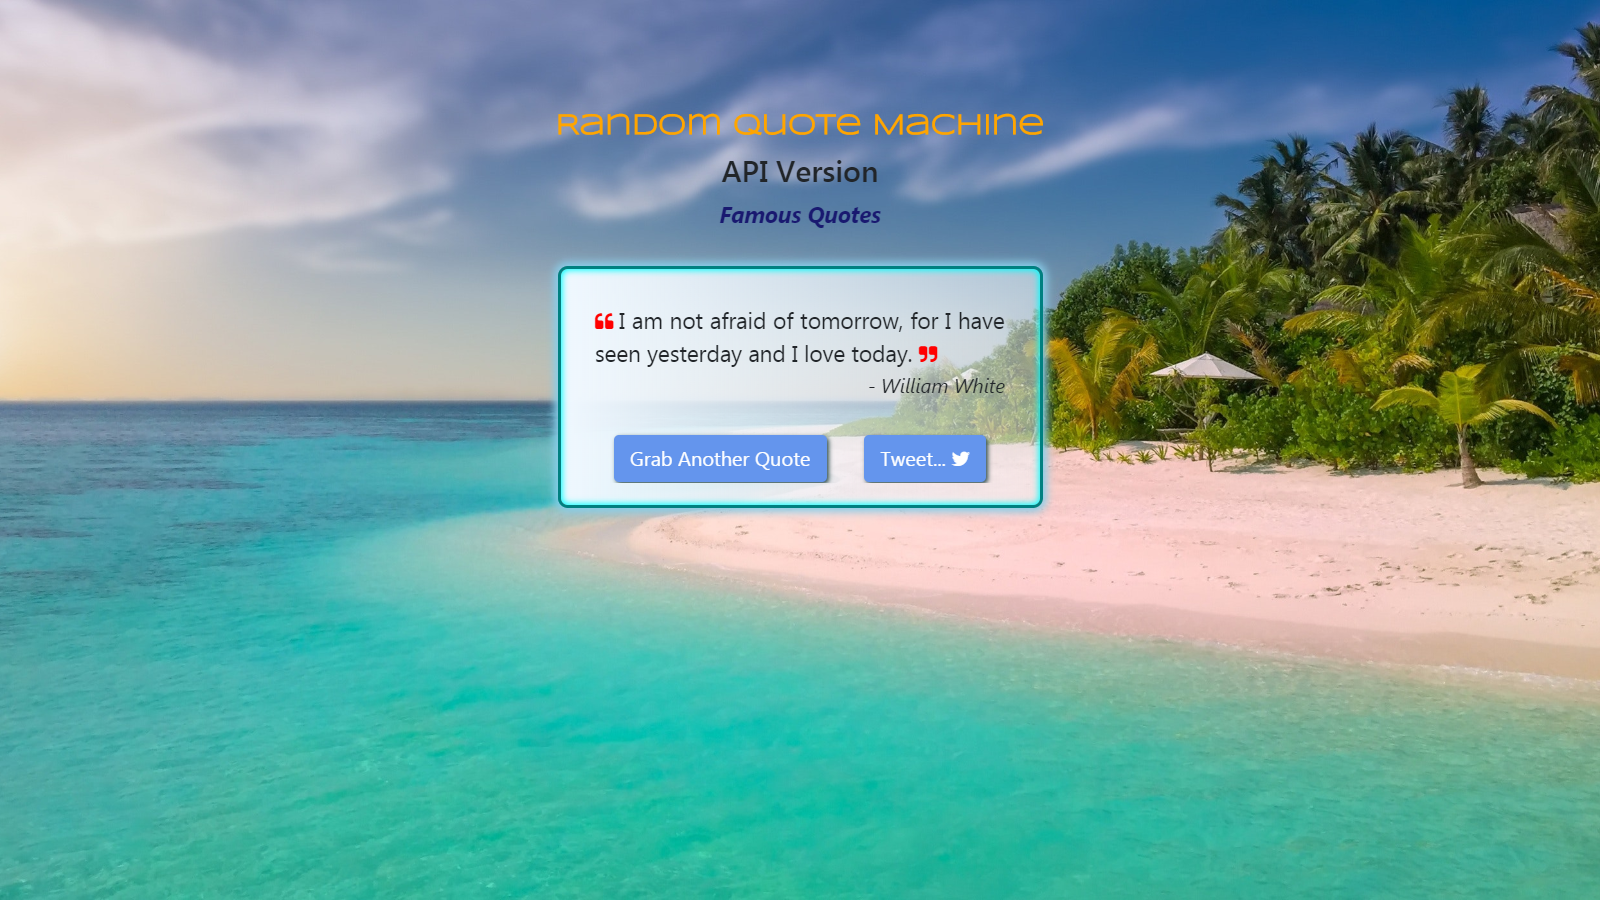 Random Quote Machine
API Version
Famous Quotes
❝ I am not afraid of tomorrow, for I have
seen yesterday and I love today. ❞
- William White
Grab Another Quote
Tweet...